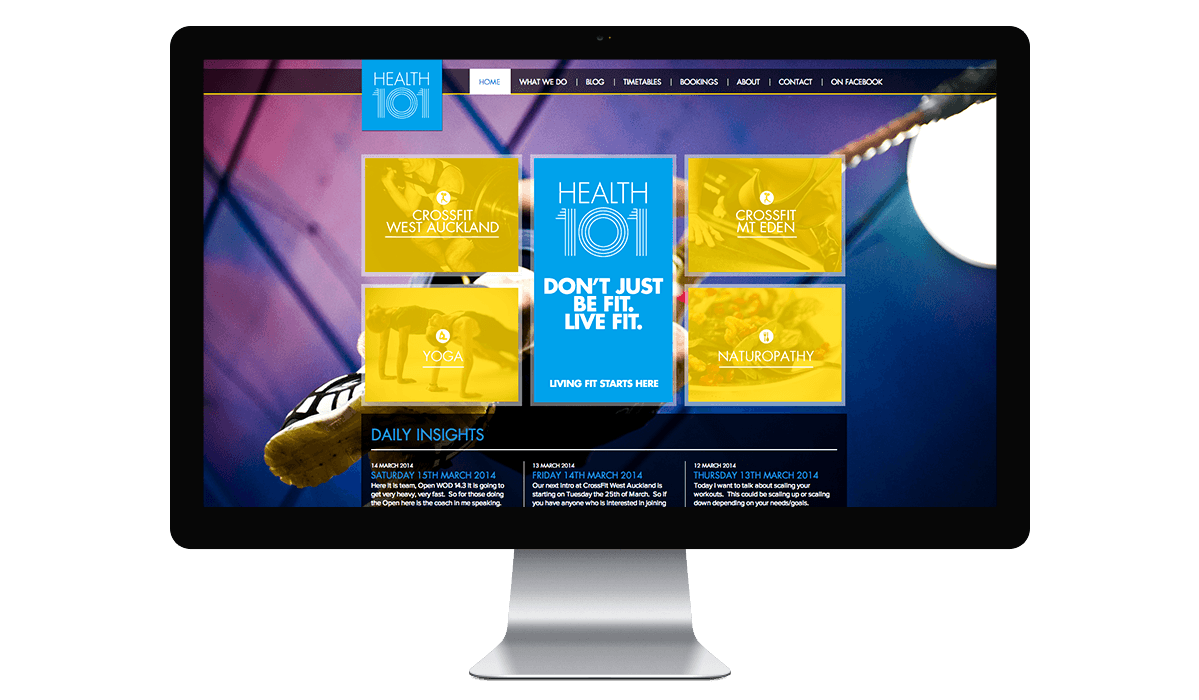 HEALTH
101
HOME
WHAT WE DO | BLOG | TIMETABLES | BOOKINGS | ABOUT | CONTACT | ON FACEBOOK
CROSSFIT
WEST AUCKLAND
HEALTH
101
DON'T JUST
BE FIT.
LIVE FIT.
LIVING FIT STARTS HERE
CROSSFIT
MT EDEN
YOGA
NATUROPATHY
DAILY INSIGHTS
14 MARCH 2014
SATURDAY 15TH MARCH 2014
Here it is team, Open WOD 14.3 It is going to
get very heavy, very fast. So for those doing
the Open here is the coach in me speaking.
13 MARCH 2014
FRIDAY 14TH MARCH 2014
Our next Intro at CrossFit West Auckland is
starting on Tuesday the 25th of March. So if
you have anyone who is interested in joining
12 MARCH 2014
THURSDAY 13TH MARCH 2014
Today I want to talk about scaling your
workouts. This could be scaling up or scaling
down depending on your needs/goals.